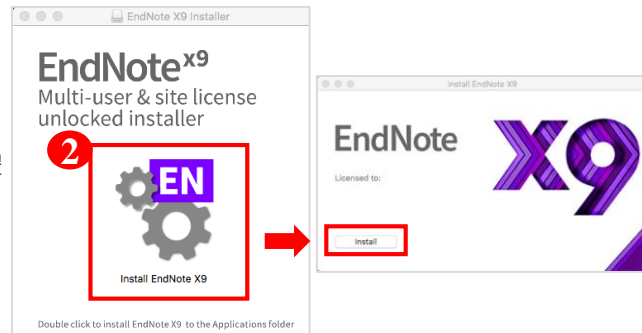 EndNote X9 Installer
EndNote x9
Multi-user & site license
unlocked installer
2
EN
Install EndNote X9
Double click to install EndNote X9 to the Applications folder
Install EndNote X9
EndNote
X9
Licensed to:
Install